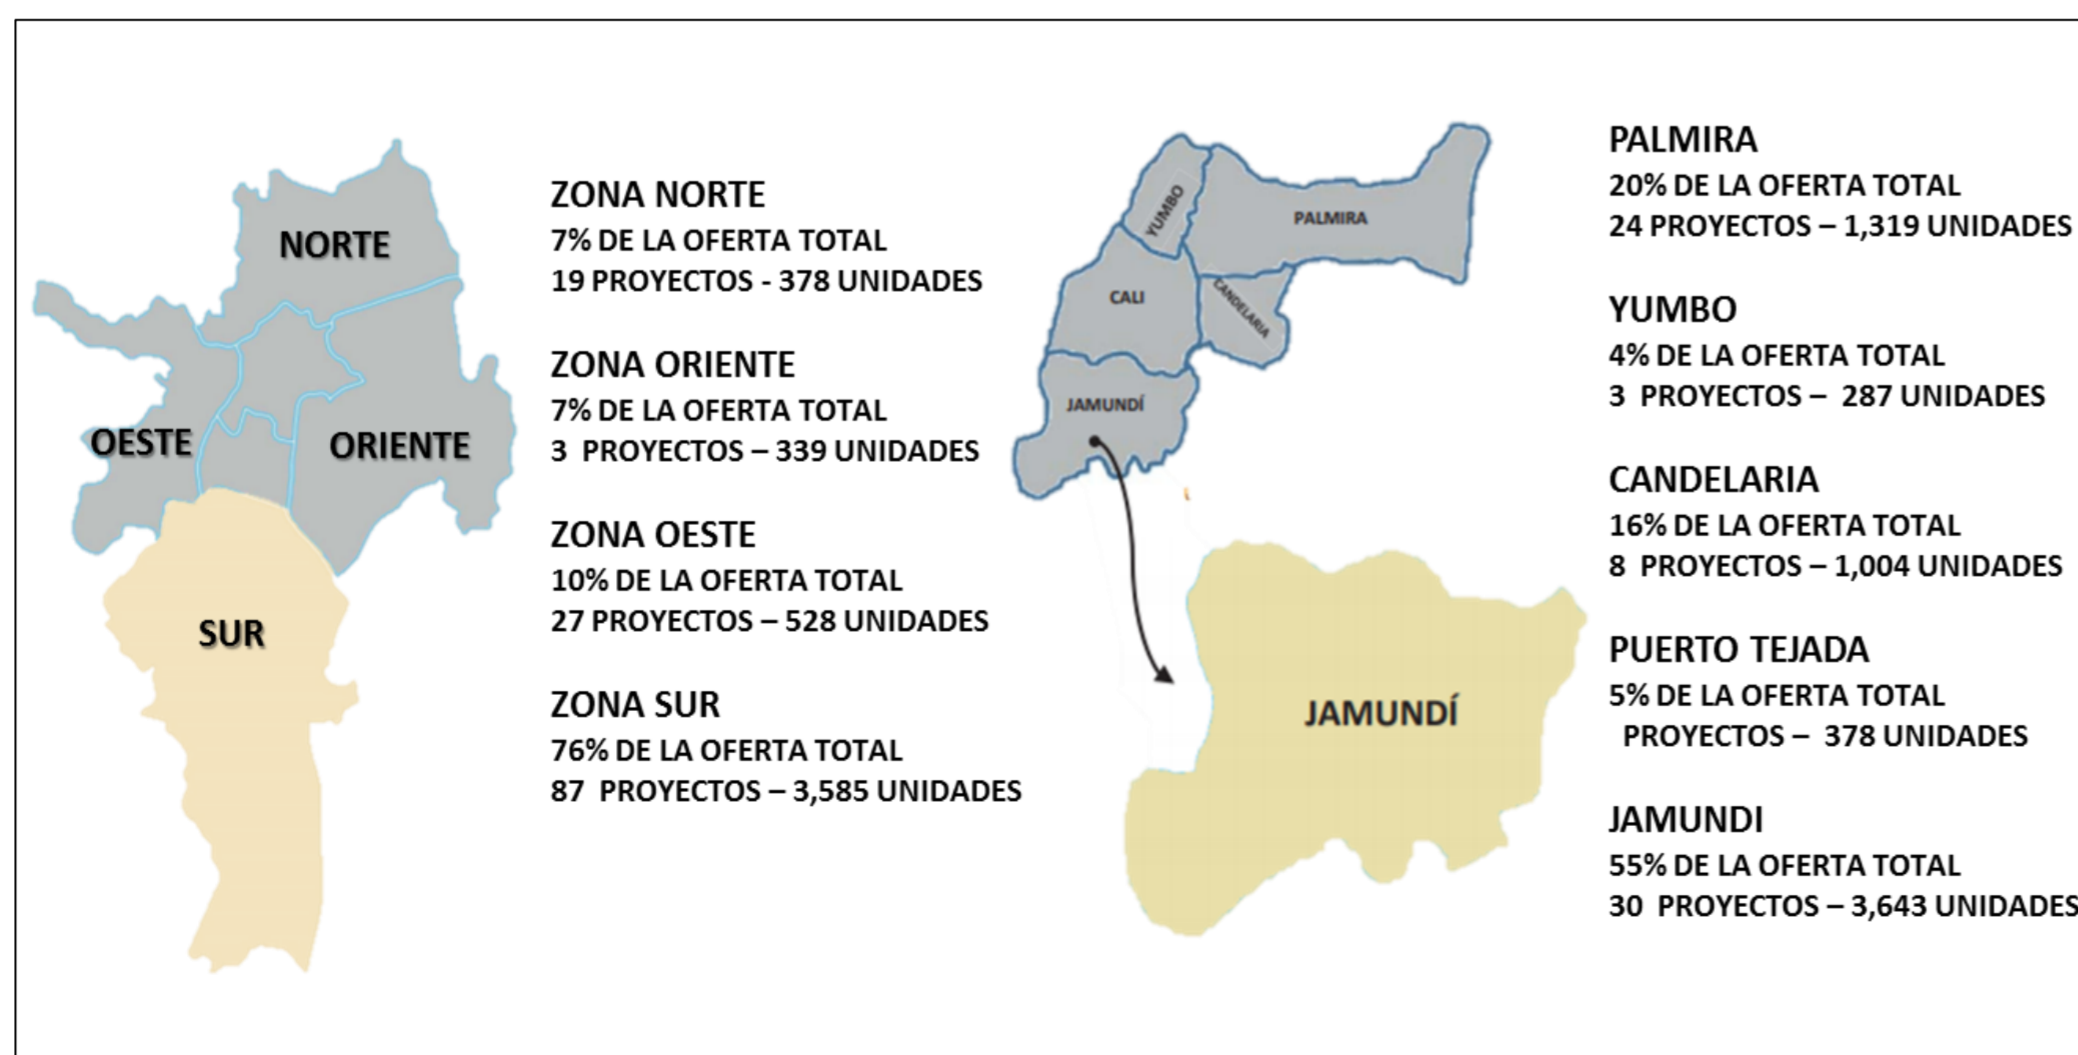 NORTE
OESTE
ORIENTE
SUR
ZONA NORTE
7% DE LA OFERTA TOTAL
19 PROYECTOS - 378 UNIDADES
ZONA ORIENTE
7% DE LA OFERTA TOTAL
3 PROYECTOS – 339 UNIDADES
ZONA OESTE
10% DE LA OFERTA TOTAL
27 PROYECTOS – 528 UNIDADES
ZONA SUR
76% DE LA OFERTA TOTAL
87 PROYECTOS – 3,585 UNIDADES
YUMBO
PALMIRA
CALI
CANDELARIA
JAMUNDÍ
JAMUNDÍ
PALMIRA
20% DE LA OFERTA TOTAL
24 PROYECTOS – 1,319 UNIDADES
YUMBO
4% DE LA OFERTA TOTAL
3 PROYECTOS – 287 UNIDADES
CANDELARIA
16% DE LA OFERTA TOTAL
8 PROYECTOS – 1,004 UNIDADES
PUERTO TEJADA
5% DE LA OFERTA TOTAL
PROYECTOS – 378 UNIDADES
JAMUNDI
55% DE LA OFERTA TOTAL
30 PROYECTOS – 3,643 UNIDADES